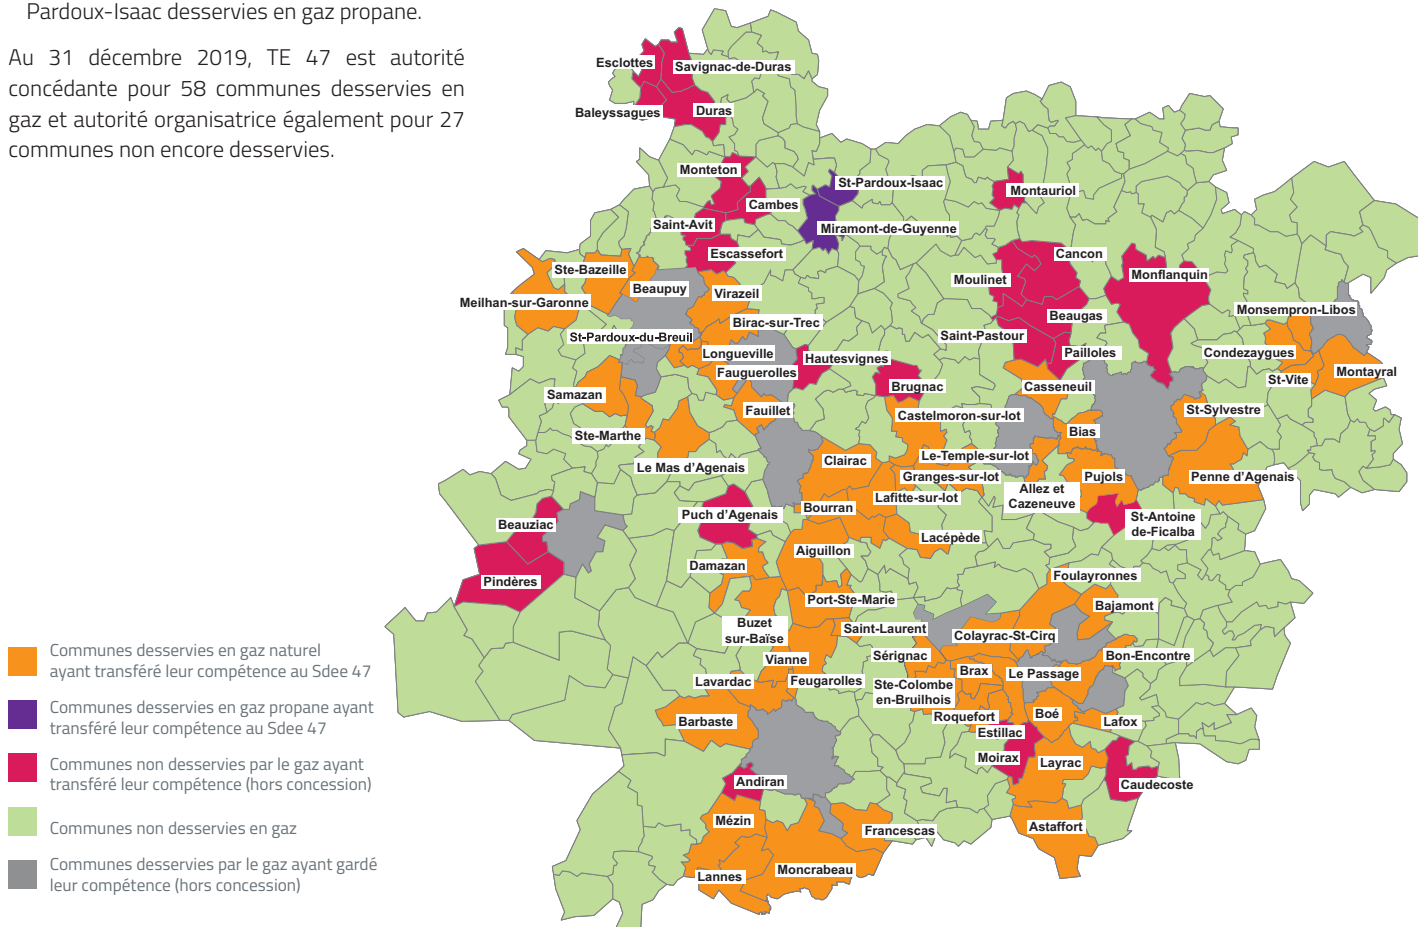 Pardoux-Isaac desservies en gaz propane.
Au 31 décembre 2019, TE 47 est autorité
concédante pour 58 communes desservies en
gaz et autorité organisatrice également pour 27
communes non encore desservies.
Esclottes
Savignac-de-Duras
Baleyssagues
Duras
Monteton
St-Pardoux-Isaac
Montauriol
Cambes
Saint-Avit
Miramont-de-Guyenne
Escassefort
Cancon
Ste-Bazeille
Moulinet
Monflanquin
Beaupuy
Virazeil
Meilhan-sur-Garonne
Monsempron-Libos
Beaugas
Birac-sur-Trec
St-Pardoux-du-Breuil
Saint-Pastour
Longueville
Hautesvignes
Pailloles
Condezaygues
Fauguerolles
Montayral
St-Vite
Brugnac
Casseneuil
Samazan
Fauillet
Castelmoron-sur-lot
St-Sylvestre
Ste-Marthe
Bias
Le-Temple-sur-lot
Clairac
Le Mas d'Agenais
Granges-sur-lot
Pujols
Penne d'Agenais
Allez et
Cazeneuve
Lafitte-sur-lot
Bourran
Puch d'Agenais
Beauziac
St-Antoine
de-Ficalba
Lacépède
Aiguillon
Damazan
Foulayronnes
Pindères
Port-Ste-Marie
Bajamont
Buzet
sur-Baïse
Saint-Laurent
Colayrac-St-Cirq
Sérignac
Bon-Encontre
Vianne
Brax
Le Passage
Lavardac
Feugarolles
Ste-Colombe
en-Bruilhois
Roquefort
Boé
Barbaste
Lafox
Estillac
Moirax
Layrac
Andiran
Caudecoste
Mézin
Francescas
Astaffort
Lannes
Moncrabeau
Communes desservies en gaz naturel
ayant transféré leur compétence au Sdee 47
Communes desservies en gaz propane ayant
transféré leur compétence au Sdee 47
Communes non desservies par le gaz ayant
transféré leur compétence (hors concession)
Communes non desservies en gaz
Communes desservies par le gaz ayant gardé
leur compétence (hors concession)